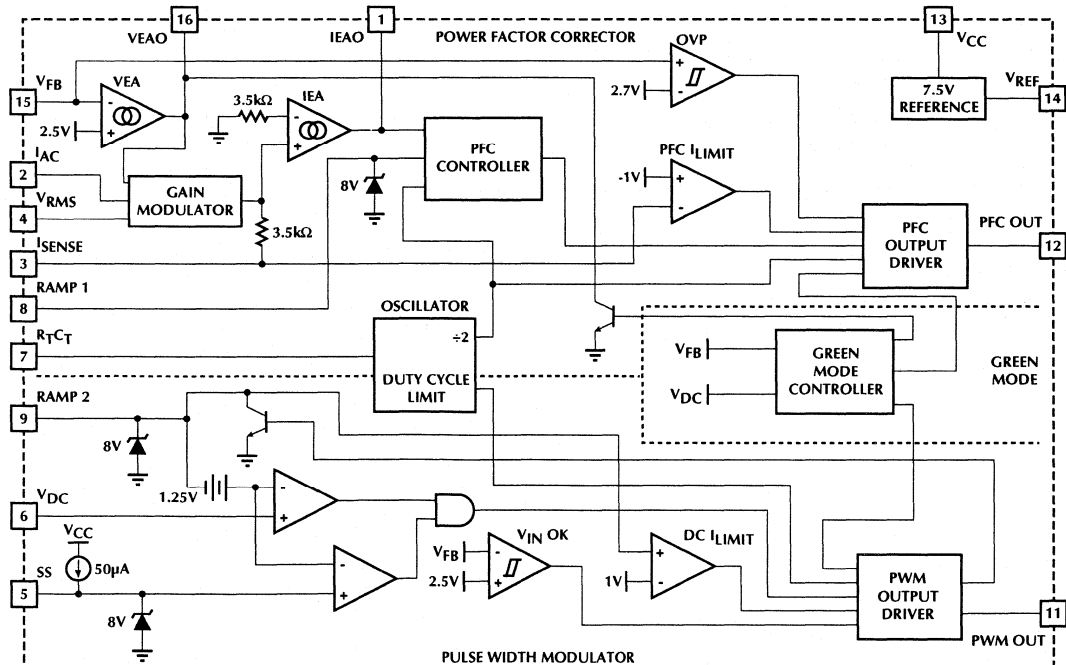 16
1
13
VEAO
IEAO
POWER FACTOR CORRECTOR
VCC
VFB
VEA
IEA
OVP
15
-
+
2.5V
3.5kΩ
-
+
+
-
2.7V
7.5V
REFERENCE
VREF
14
IAC
2
GAIN
MODULATOR
PFC
CONTROLLER
8V
PFC ILIMIT
-1V
+
-
VRMS
4
3.5kΩ
PFC
OUTPUT
DRIVER
PFC OUT
12
ISENSE
3
RAMP 1
8
OSCILLATOR
÷2
DUTY CYCLE
LIMIT
RTCT
7
VFB
VDC
GREEN
MODE
CONTROLLER
GREEN
MODE
RAMP 2
9
8V
1.25V
-
+
VDC
6
VCC
50µA
-
+
VFB
2.5V
-
+
VIN OK
DC ILIMIT
+
-
1V
SS
5
8V
PWM
OUTPUT
DRIVER
11
PWM OUT
PULSE WIDTH MODULATOR